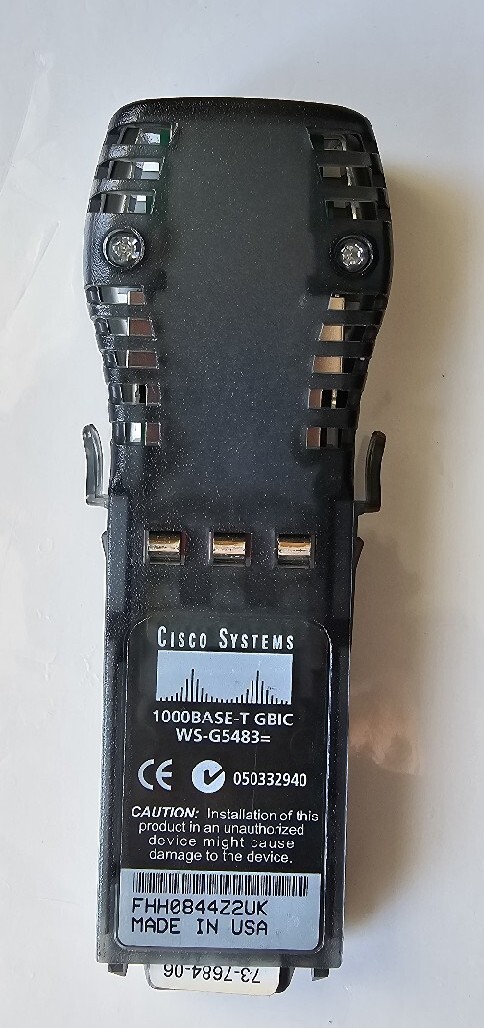 CISCO SYSTEMS
1000BASE-T GBIC
WS-G5483=
CE 050332940
CAUTION: Installation of this
product in an unauthorized
device might cause
damage to the device.
FHH0844Z2UK
MADE IN USA
73-7684-06